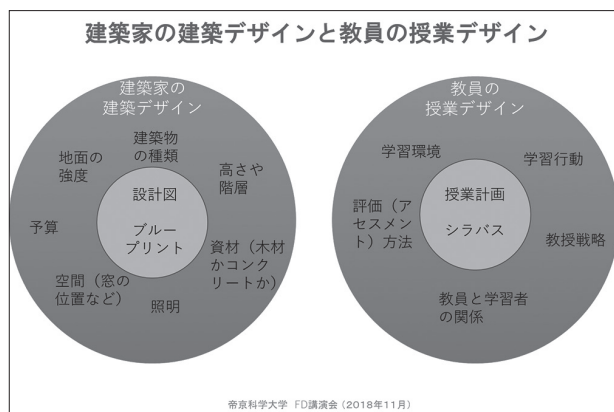 建築家の建築デザインと教員の授業デザイン
建築家の
建築デザイン
建築物
の種類
地面の
強度
高さや
階層
設計図
ブルー
プリント
予算
資材（木材
かコンク
リートか）
空間（窓の
位置など）
照明
教員の
授業デザイン
学習環境
学習行動
授業計画
シラバス
評価（ア
セスメン
ト）方法
教授戦略
教員と学習者
の関係
帝京科学大学 FD講演会（2018年11月）